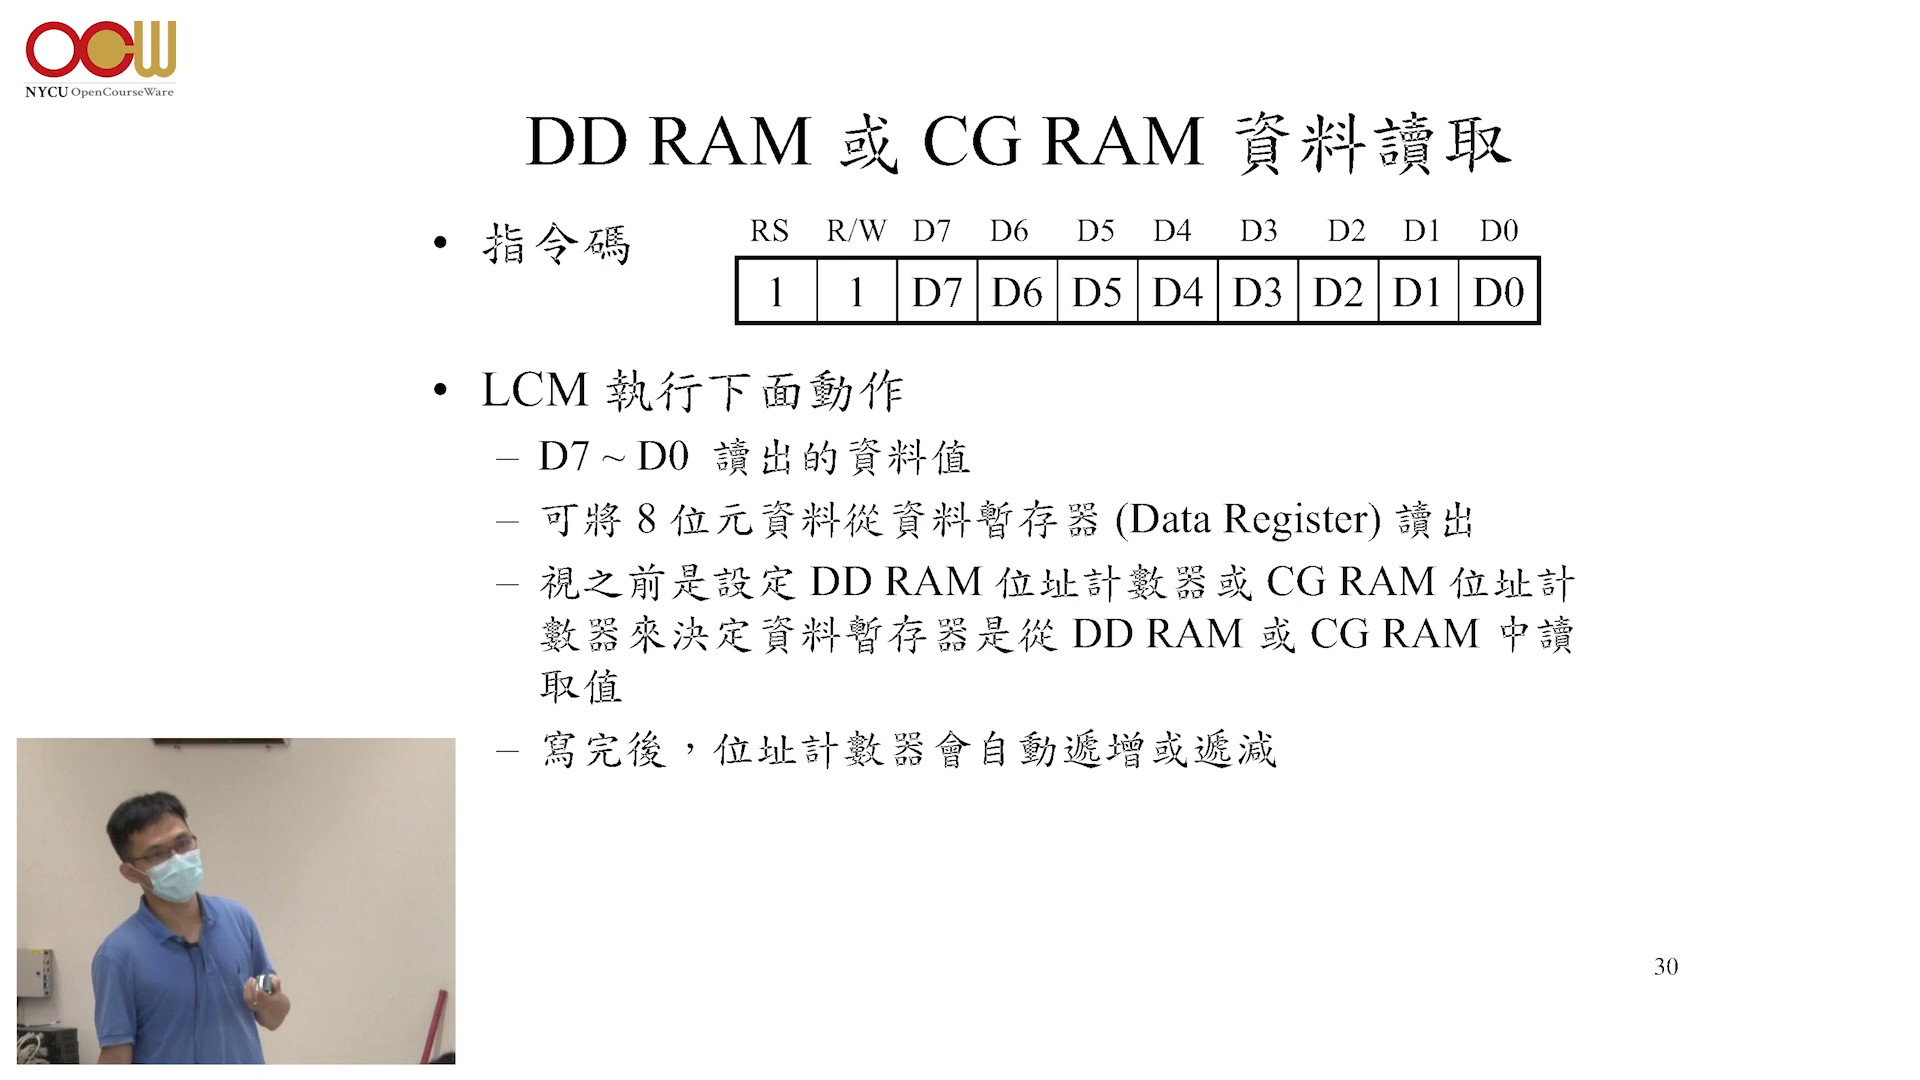 OCW
NYCU OpenCourseWare
DD RAM 或 CG RAM 資料讀取
• 指令碼
RS R/W D7 D6 D5 D4 D3 D2 D1 D0
1 1 D7 D6 D5 D4 D3 D2 D1 D0
• LCM 執行下面動作
– D7 ~ D0 讀出的資料值
– 可將 8 位元資料從資料暫存器 (Data Register) 讀出
– 視之前是設定 DD RAM 位址計數器或 CG RAM 位址計
數器來決定資料暫存器是從 DD RAM 或 CG RAM 中讀
取值
– 寫完後，位址計數器會自動遞增或遞減
30